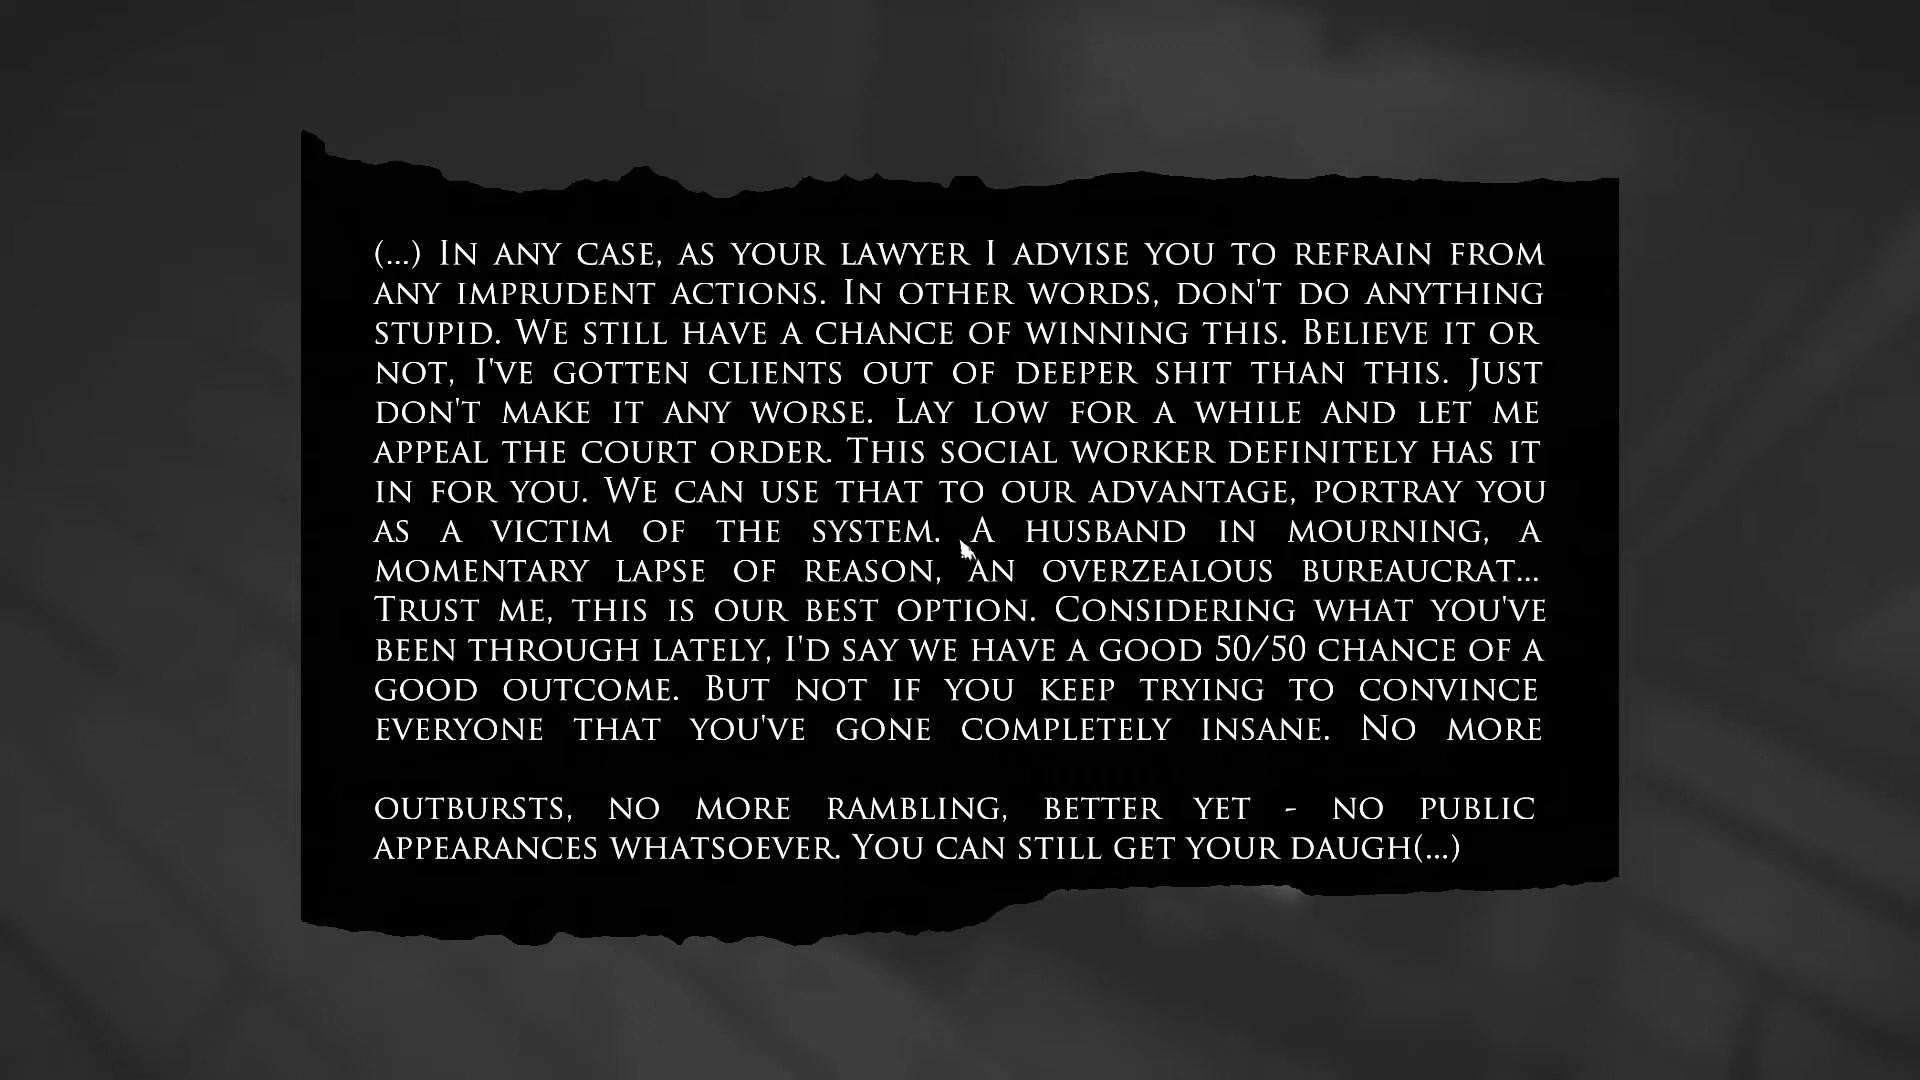 (...) In any case, as your lawyer I advise you to refrain from
any imprudent actions. In other words, don't do anything
stupid. We still have a chance of winning this. Believe it or
not, I've gotten clients out of deeper shit than this. Just
don't make it any worse. Lay low for a while and let me
appeal the court order. This social worker definitely has it
in for you. We can use that to our advantage, portray you
as a victim of the system. A husband in mourning, a
momentary lapse of reason, an overzealous bureaucrat...
Trust me, this is our best option. Considering what you've
been through lately, I'd say we have a good 50/50 chance of a
good outcome. But not if you keep trying to convince
everyone that you've gone completely insane. No more
outbursts, no more rambling, better yet - no public
appearances whatsoever. You can still get your daugh(...)